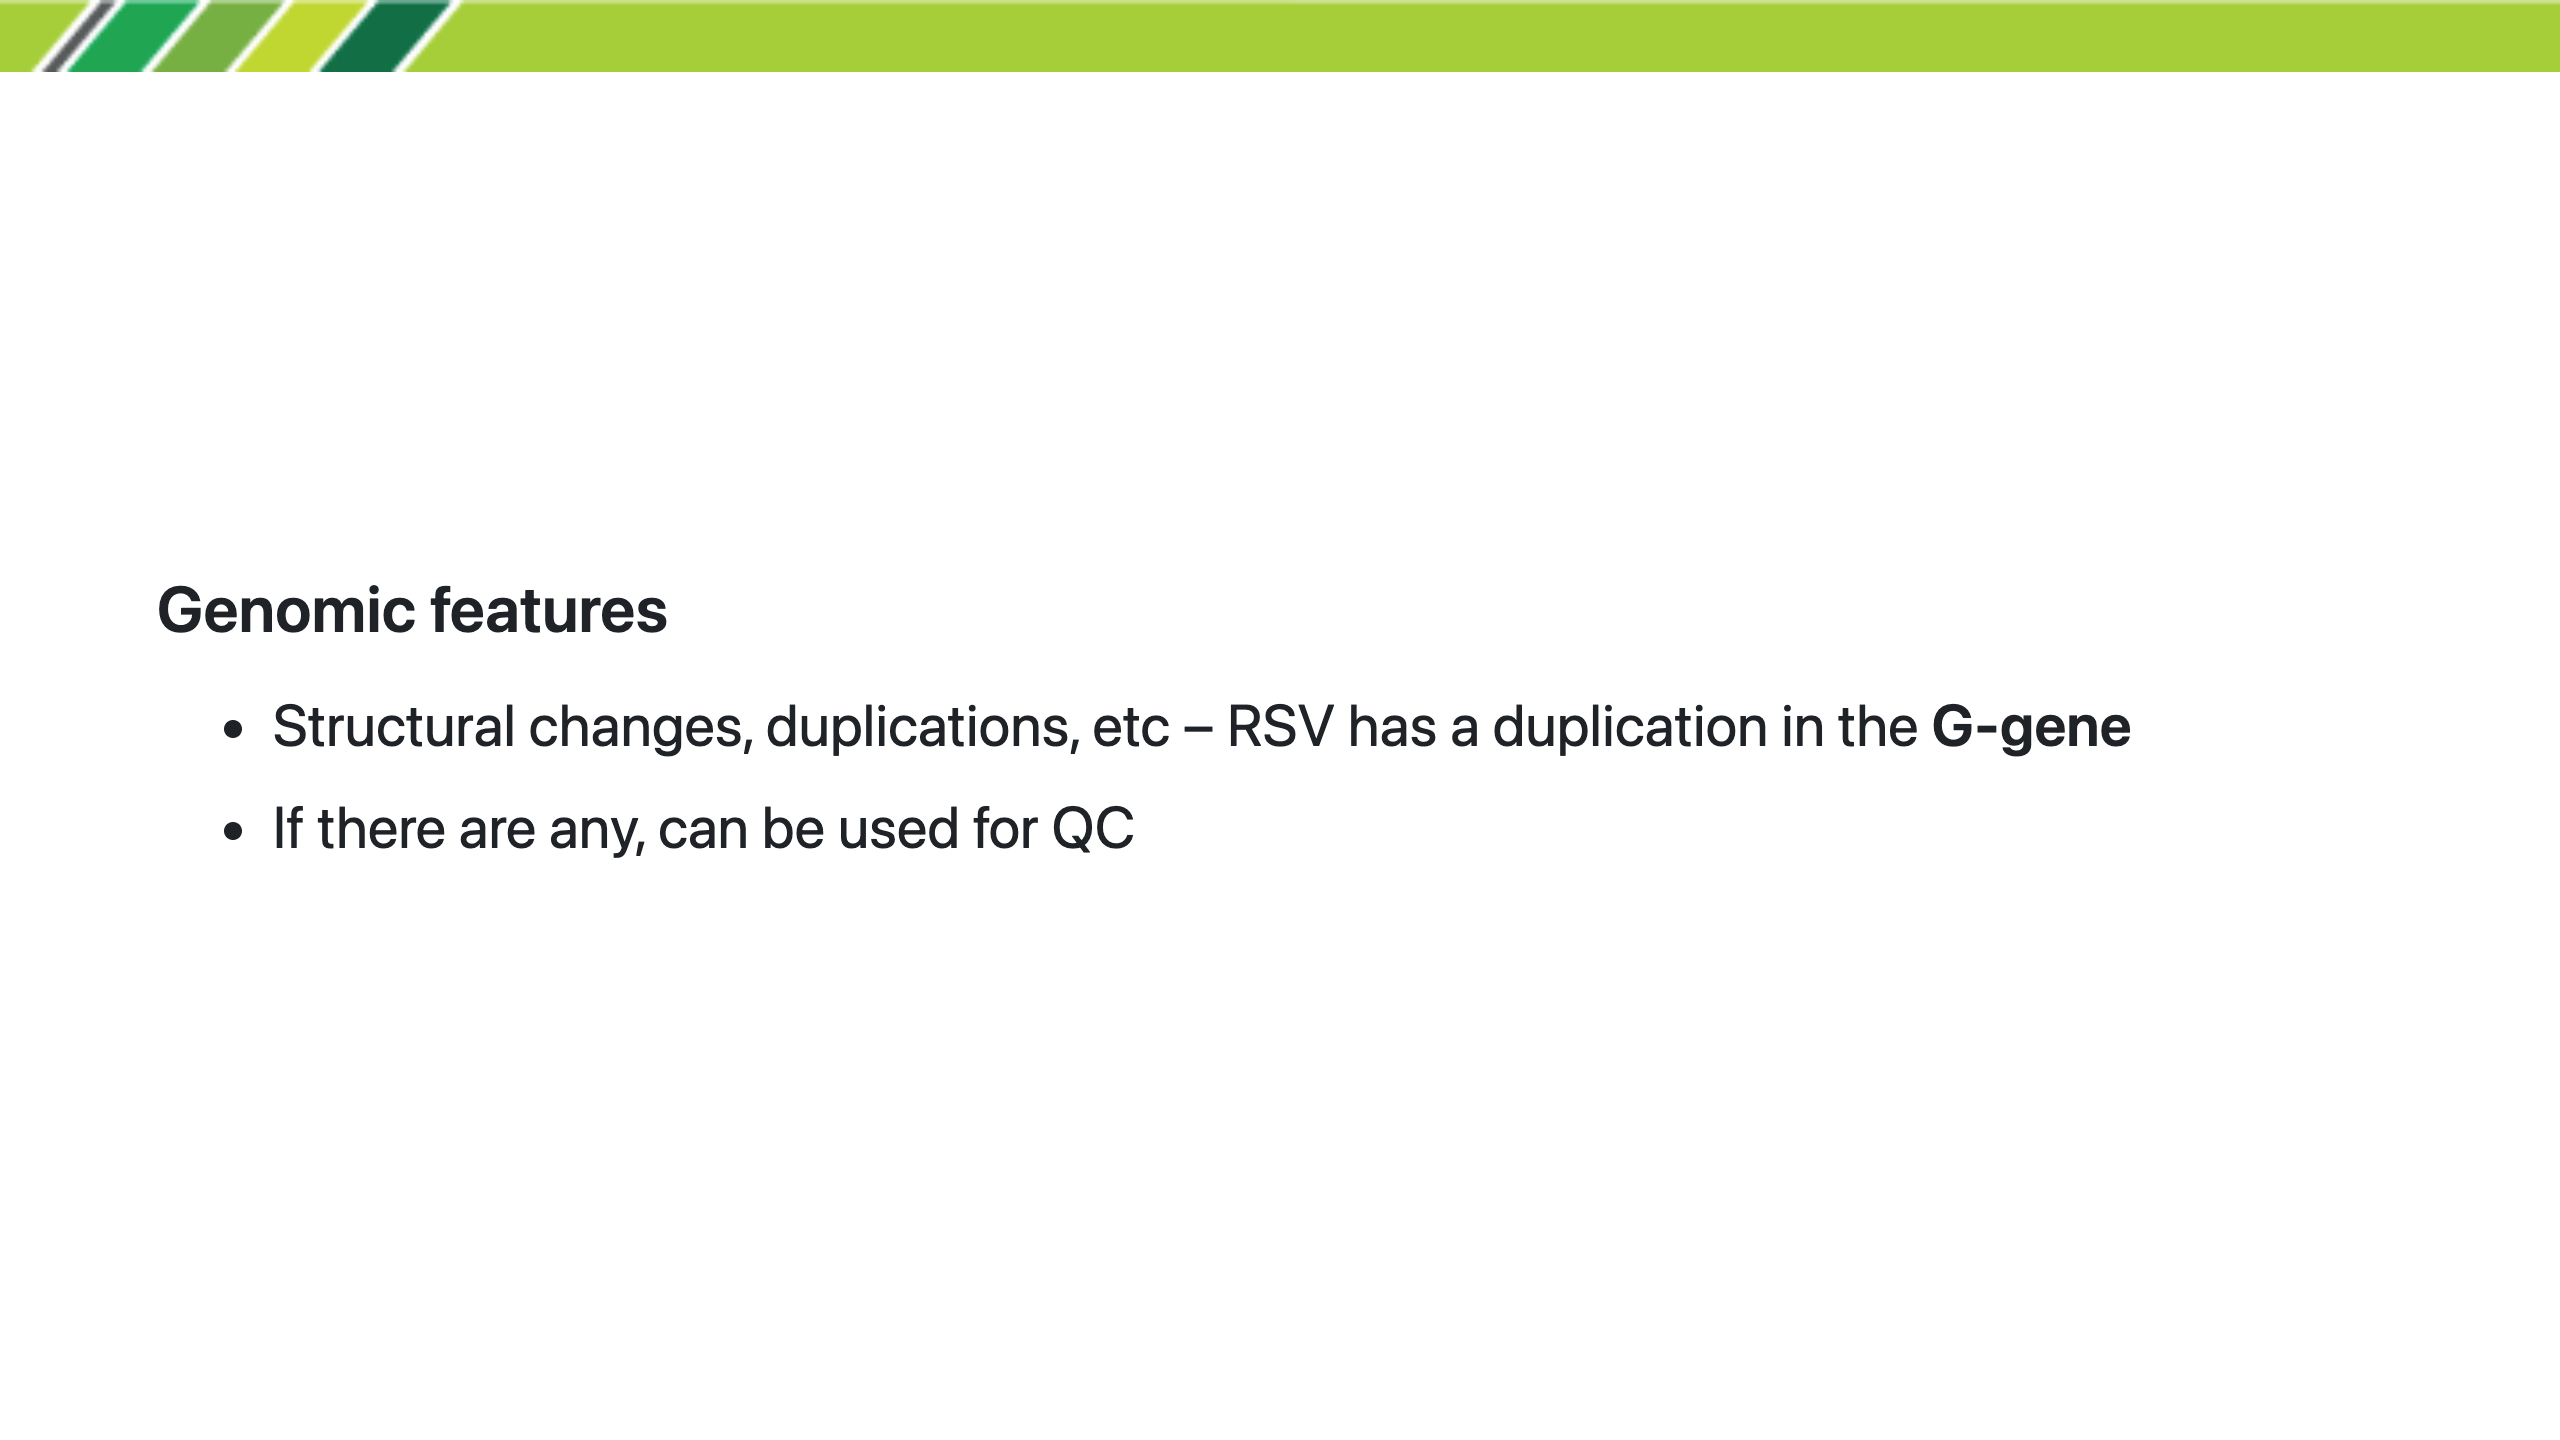 Genomic features
• Structural changes, duplications, etc – RSV has a duplication in the G-gene
• If there are any, can be used for QC